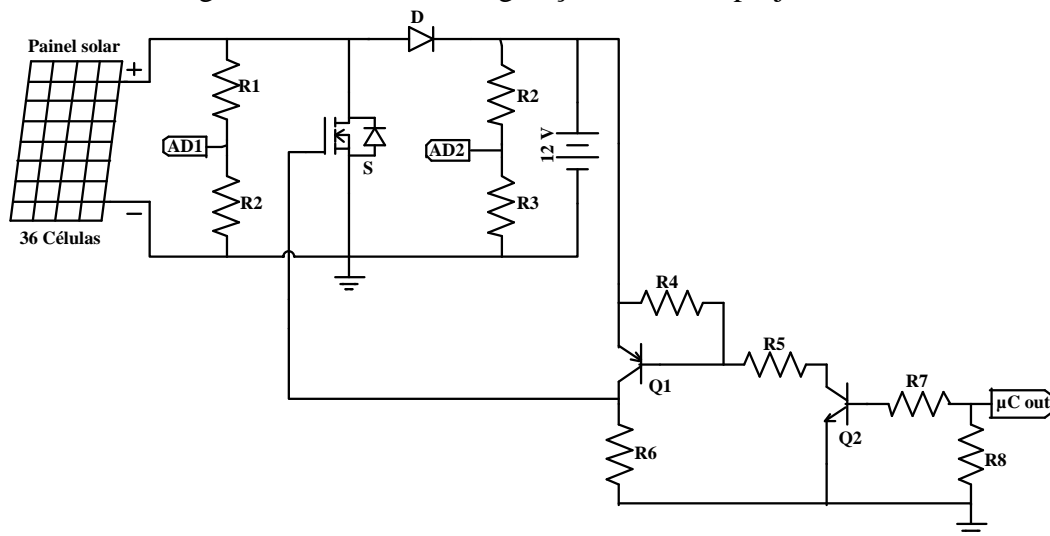 D
Painel solar
+
R1
R2
12 V
AD1
AD2
S
R2
R3
−
36 Células
R4
R5
R7
µC out
Q1
Q2
R6
R8